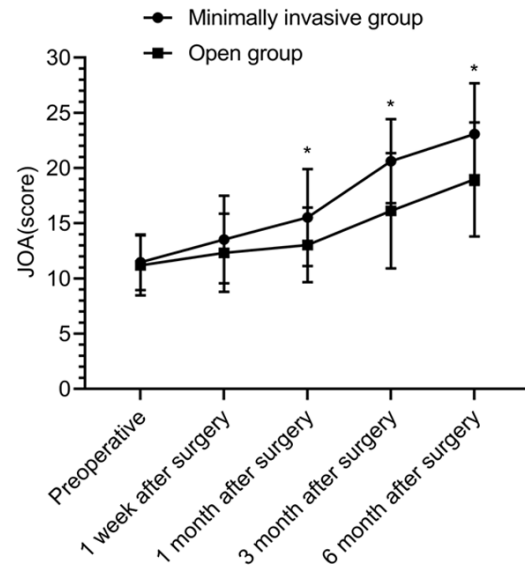 Minimally invasive group
Open group
30
25
20
15
10
5
0
JOA(score)
*
*
*
Preoperative
1 week after surgery
1 month after surgery
3 month after surgery
6 month after surgery